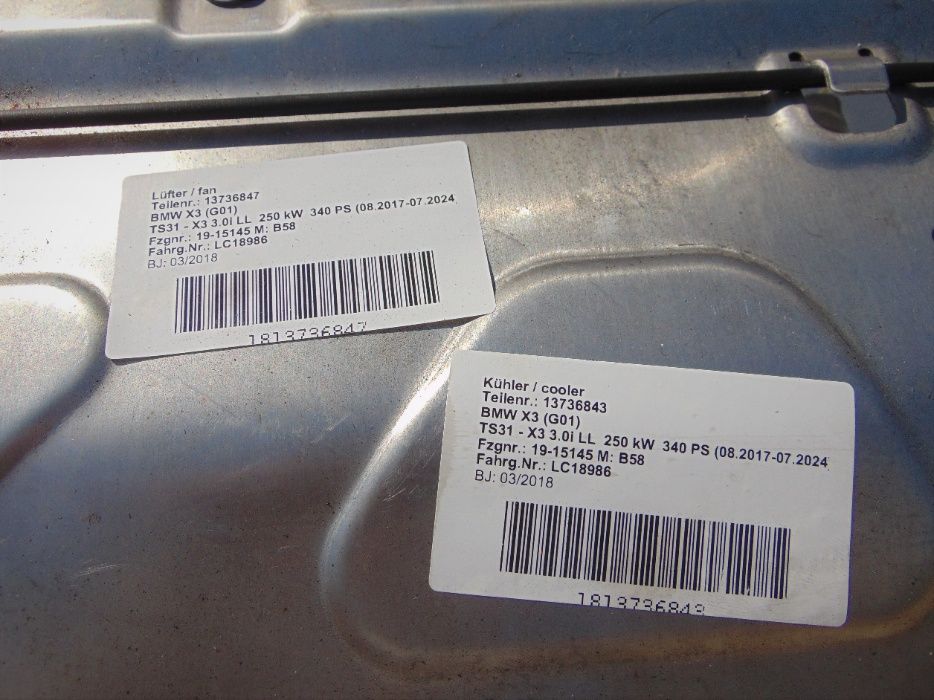 Lüfter / fan
Teilenr.: 13736847
BMW X3 (G01)
TS31 - X3 3.0i LL 250 kW 340 PS (08.2017-07.2024
Fzgnr.: 19-15145 M: B58
Fahrg.Nr.: LC18986
BJ: 03/2018
1813736847
Kühler / cooler
Teilenr.: 13736843
BMW X3 (G01)
TS31 - X3 3.0i LL 250 kW 340 PS (08.2017-07.2024
Fzgnr.: 19-15145 M: B58
Fahrg.Nr.: LC18986
BJ: 03/2018
1813736843